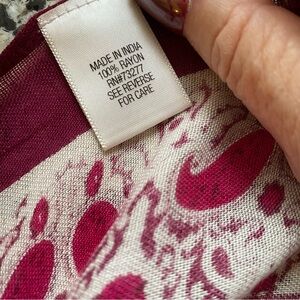 MADE IN INDIA
100% RAYON
RN#73277
SEE REVERSE
FOR CARE